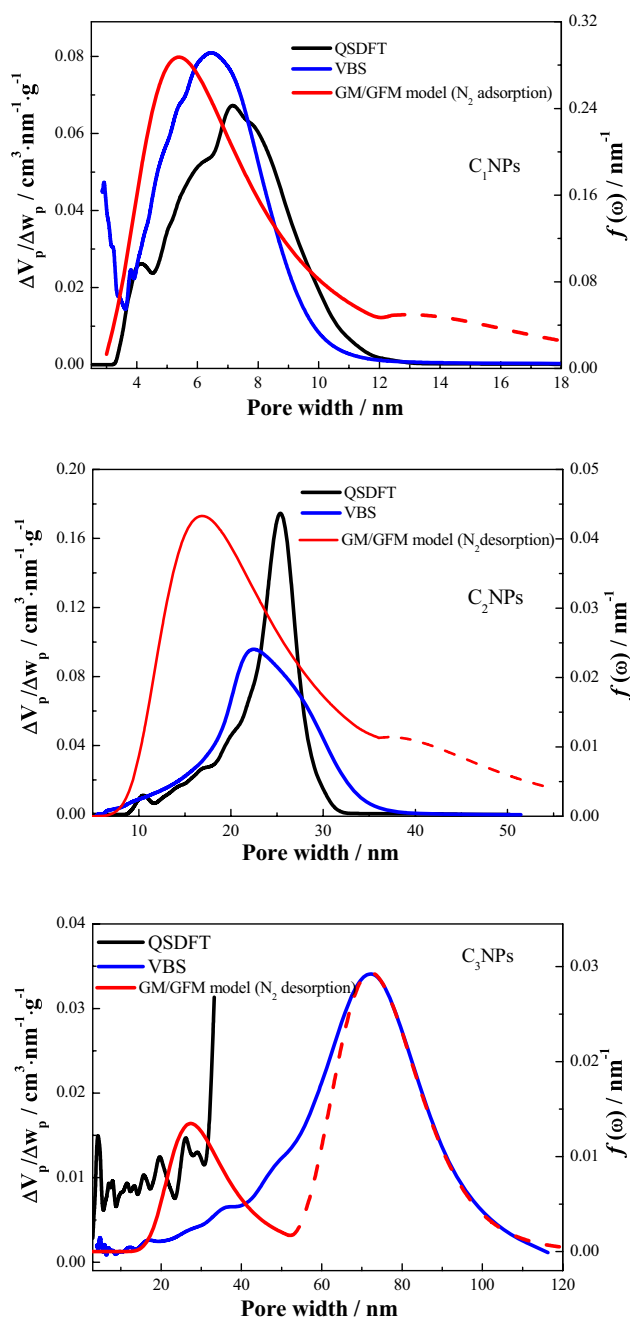 0.08
0.06
0.04
0.02
0.00
0.32
0.24
0.16
0.08
0.00
ΔVₚ/Δwₚ / cm³·nm⁻¹·g⁻¹
f (ω) / nm⁻¹
QSDFT
VBS
GM/GFM model (N₂ adsorption)
C₁NPs
4 6 8 10 12 14 16 18
Pore width / nm
0.20
0.16
0.12
0.08
0.04
0.00
0.05
0.04
0.03
0.02
0.01
0.00
ΔVₚ/Δwₚ / cm³·nm⁻¹·g⁻¹
f (ω) / nm⁻¹
QSDFT
VBS
GM/GFM model (N₂desorption)
C₂NPs
10 20 30 40 50
Pore width / nm
0.04
0.03
0.02
0.01
0.00
0.03
0.02
0.01
0.00
ΔVₚ/Δwₚ / cm³·nm⁻¹·g⁻¹
f (ω) / nm⁻¹
QSDFT
VBS
GM/GFM model (N₂ desorption)
C₃NPs
20 40 60 80 100 120
Pore width / nm